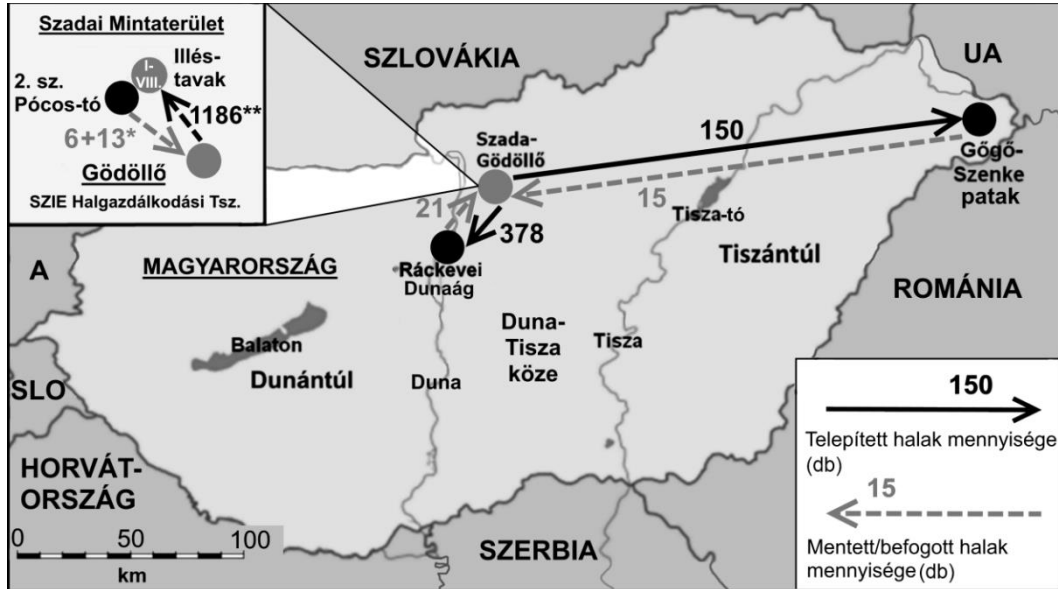 Szadai Mintaterület
I-
VIII.
Illés-
tavak
2. sz.
Pócos-tó
1186**
6+13*
Gödöllő
SZIE Halgazdálkodási Tsz.
SZLOVÁKIA
UA
150
Szada-
Gödöllő
Gőgő-
Szenke
patak
15
21
Tisza-tó
378
Tiszántúl
A
MAGYARORSZÁG
Ráckevei
Dunaág
ROMÁNIA
Duna-
Tisza
köze
Tisza
Balaton
Dunántúl
Duna
SLO
HORVÁT-
ORSZÁG
0 50 100
km
SZERBIA
150
Telepített halak mennyisége
(db)
15
Mentett/befogott halak
mennyisége (db)